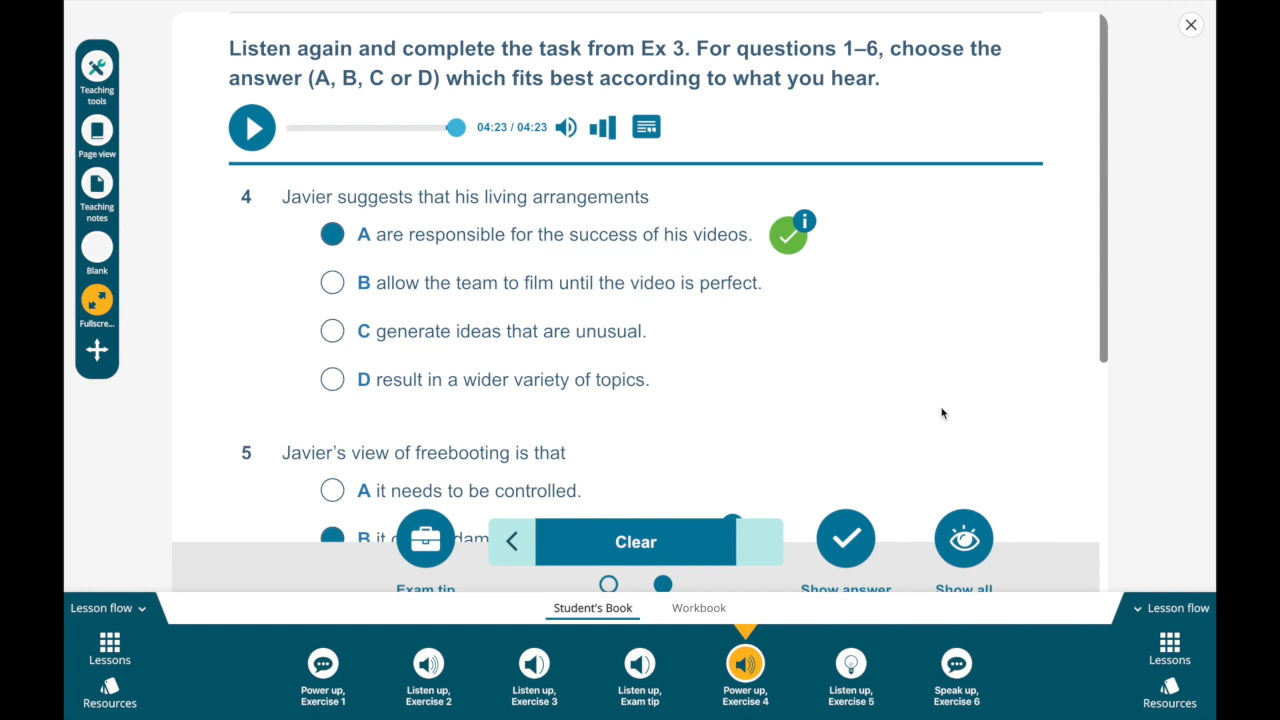 Listen again and complete the task from Ex 3. For questions 1–6, choose the
answer (A, B, C or D) which fits best according to what you hear.
04:23 / 04:23
4 Javier suggests that his living arrangements
A are responsible for the success of his videos.
i
B allow the team to film until the video is perfect.
C generate ideas that are unusual.
D result in a wider variety of topics.
5 Javier’s view of freebooting is that
A it needs to be controlled.
B it
dam
Clear
Exam tip
Show answer
Show all
Teaching
tools
Page view
Teaching
notes
Blank
Fullscre...
Lesson flow
Student's Book
Workbook
Lesson flow
Lessons
Resources
Power up,
Exercise 1
Listen up,
Exercise 2
Listen up,
Exercise 3
Listen up,
Exam tip
Power up,
Exercise 4
Listen up,
Exercise 5
Speak up,
Exercise 6
Lessons
Resources